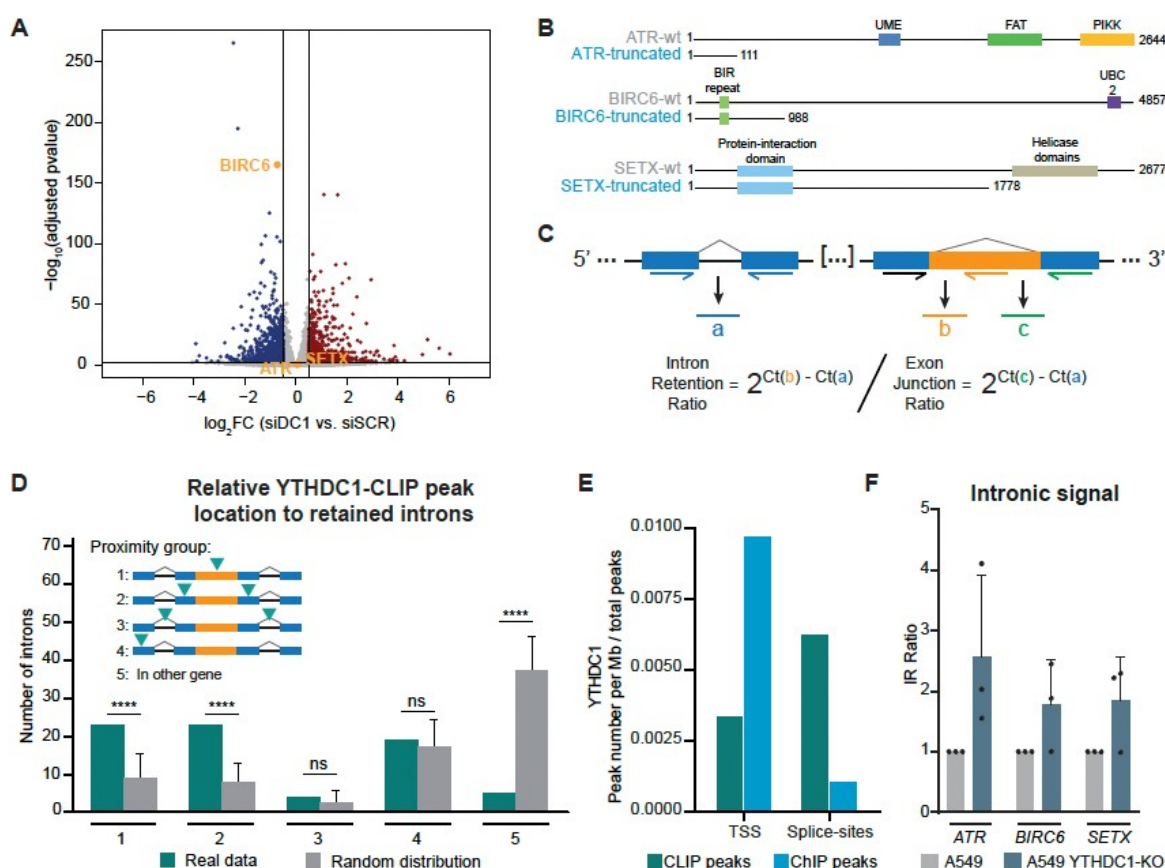 A
250
200
150
100
50
0
−log10(adjusted pvalue)
BIRC6
ATR
SETX
−6 −4 −2 0 2 4 6
log2FC (siDC1 vs. siSCR)
B
UME FAT PIKK
ATR-wt 1 2644
ATR-truncated 1 111
BIR
repeat
UBC
2
BIRC6-wt 1 4857
BIRC6-truncated 1 988
Protein-interaction
domain
Helicase
domains
SETX-wt 1 2677
SETX-truncated 1 1778
C
5' ... [...] ... 3'
a b c
Intron
Retention = 2^Ct(b) - Ct(a)
Ratio
Exon
Junction = 2^Ct(c) - Ct(a)
Ratio
D
Relative YTHDC1-CLIP peak
location to retained introns
70
60
50
40
30
20
10
0
Number of introns
Proximity group:
1:
2:
3:
4:
5: In other gene
**** **** ns ns ****
1 2 3 4 5
Real data Random distribution
E
0.0100
0.0075
0.0050
0.0025
0.0000
YTHDC1
Peak number per Mb / total peaks
TSS Splice-sites
CLIP peaks ChIP peaks
F
Intronic signal
5
4
3
2
1
0
IR Ratio
ATR BIRC6 SETX
A549 A549 YTHDC1-KO